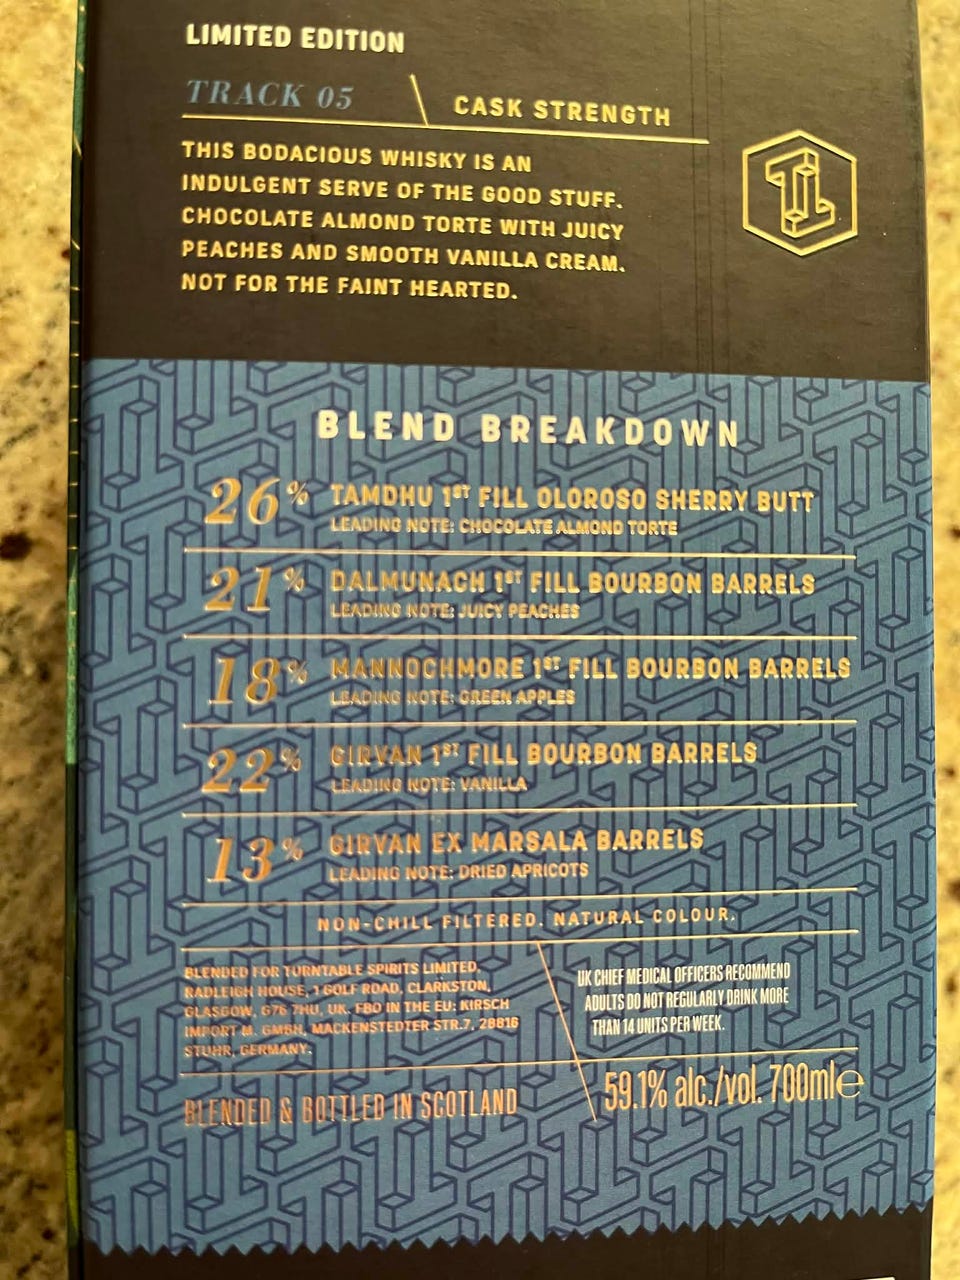 LIMITED EDITION
TRACK 05
CASK STRENGTH
THIS BODACIOUS WHISKY IS AN
INDULGENT SERVE OF THE GOOD STUFF.
CHOCOLATE ALMOND TORTE WITH JUICY
PEACHES AND SMOOTH VANILLA CREAM.
NOT FOR THE FAINT HEARTED.
BLEND BREAKDOWN
26% TAMDHU 1ST FILL OLOROSO SHERRY BUTT
LEADING NOTE: CHOCOLATE ALMOND TORTE
21% DALMUNACH 1ST FILL BOURBON BARRELS
LEADING NOTE: JUICY PEACHES
18% MANNOCHMORE 1ST FILL BOURBON BARRELS
LEADING NOTE: GREEN APPLES
22% GIRVAN 1ST FILL BOURBON BARRELS
LEADING NOTE: VANILLA
13% GIRVAN EX MARSALA BARRELS
LEADING NOTE: DRIED APRICOTS
NON-CHILL FILTERED. NATURAL COLOUR.
BLENDED FOR TURNTABLE SPIRITS LIMITED,
RADLEIGH HOUSE, 1 GOLF ROAD, CLARKSTON,
GLASGOW, G76 7HU, UK. FBO IN THE EU: KIRSCH
IMPORT M. GMBH, MACKENSTEDTER STR.7, 28816
STUHR, GERMANY.
UK CHIEF MEDICAL OFFICERS RECOMMEND
ADULTS DO NOT REGULARLY DRINK MORE
THAN 14 UNITS PER WEEK.
BLENDED & BOTTLED IN SCOTLAND
59.1% alc./vol. 700ml℮